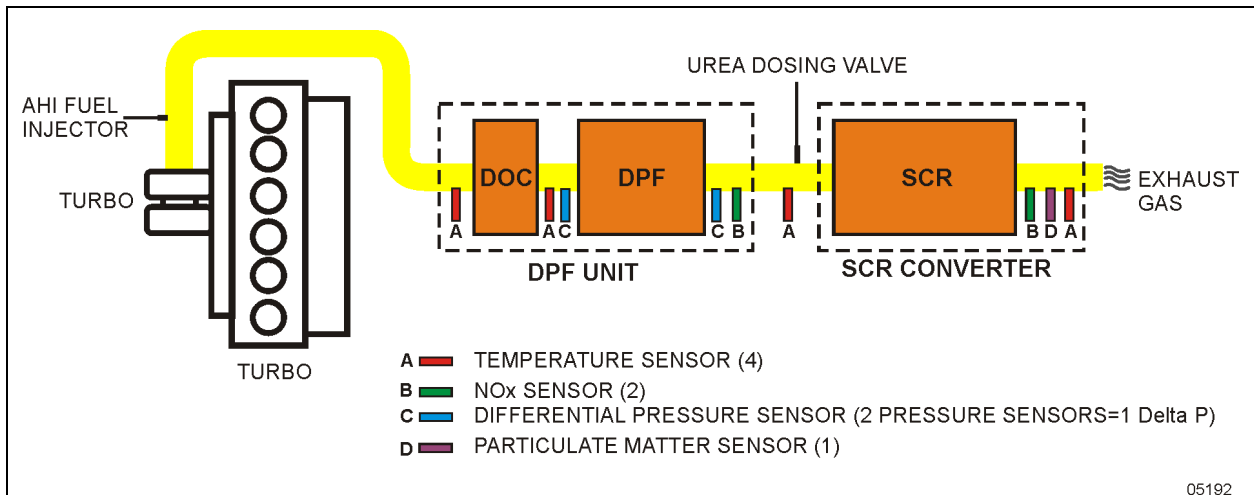 AHI FUEL
INJECTOR
TURBO
TURBO
UREA DOSING VALVE
DOC
DPF
SCR
A
A
C
C
B
A
B
D
A
DPF UNIT
SCR CONVERTER
EXHAUST
GAS
A TEMPERATURE SENSOR (4)
B NOx SENSOR (2)
C DIFFERENTIAL PRESSURE SENSOR (2 PRESSURE SENSORS=1 Delta P)
D PARTICULATE MATTER SENSOR (1)
05192